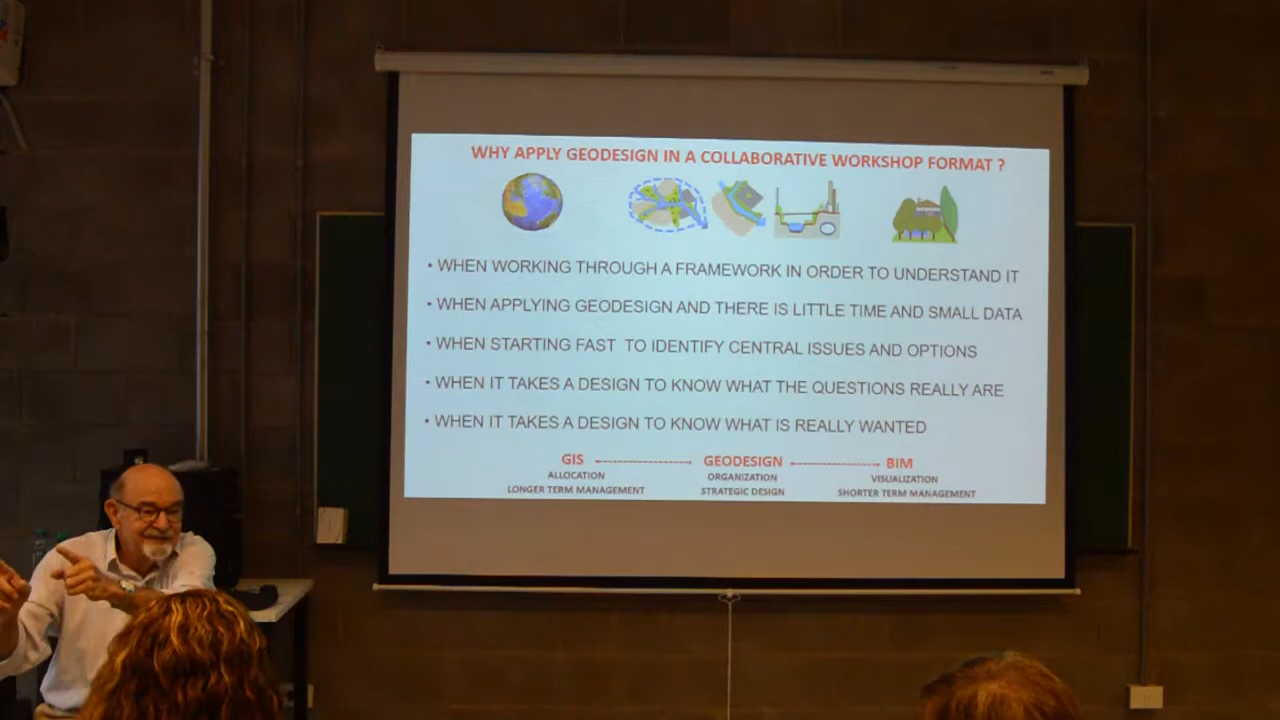 WHY APPLY GEODESIGN IN A COLLABORATIVE WORKSHOP FORMAT ?
• WHEN WORKING THROUGH A FRAMEWORK IN ORDER TO UNDERSTAND IT
• WHEN APPLYING GEODESIGN AND THERE IS LITTLE TIME AND SMALL DATA
• WHEN STARTING FAST TO IDENTIFY CENTRAL ISSUES AND OPTIONS
• WHEN IT TAKES A DESIGN TO KNOW WHAT THE QUESTIONS REALLY ARE
• WHEN IT TAKES A DESIGN TO KNOW WHAT IS REALLY WANTED
GIS GEODESIGN BIM
ALLOCATION ORGANIZATION VISUALIZATION
LONGER TERM MANAGEMENT STRATEGIC DESIGN SHORTER TERM MANAGEMENT